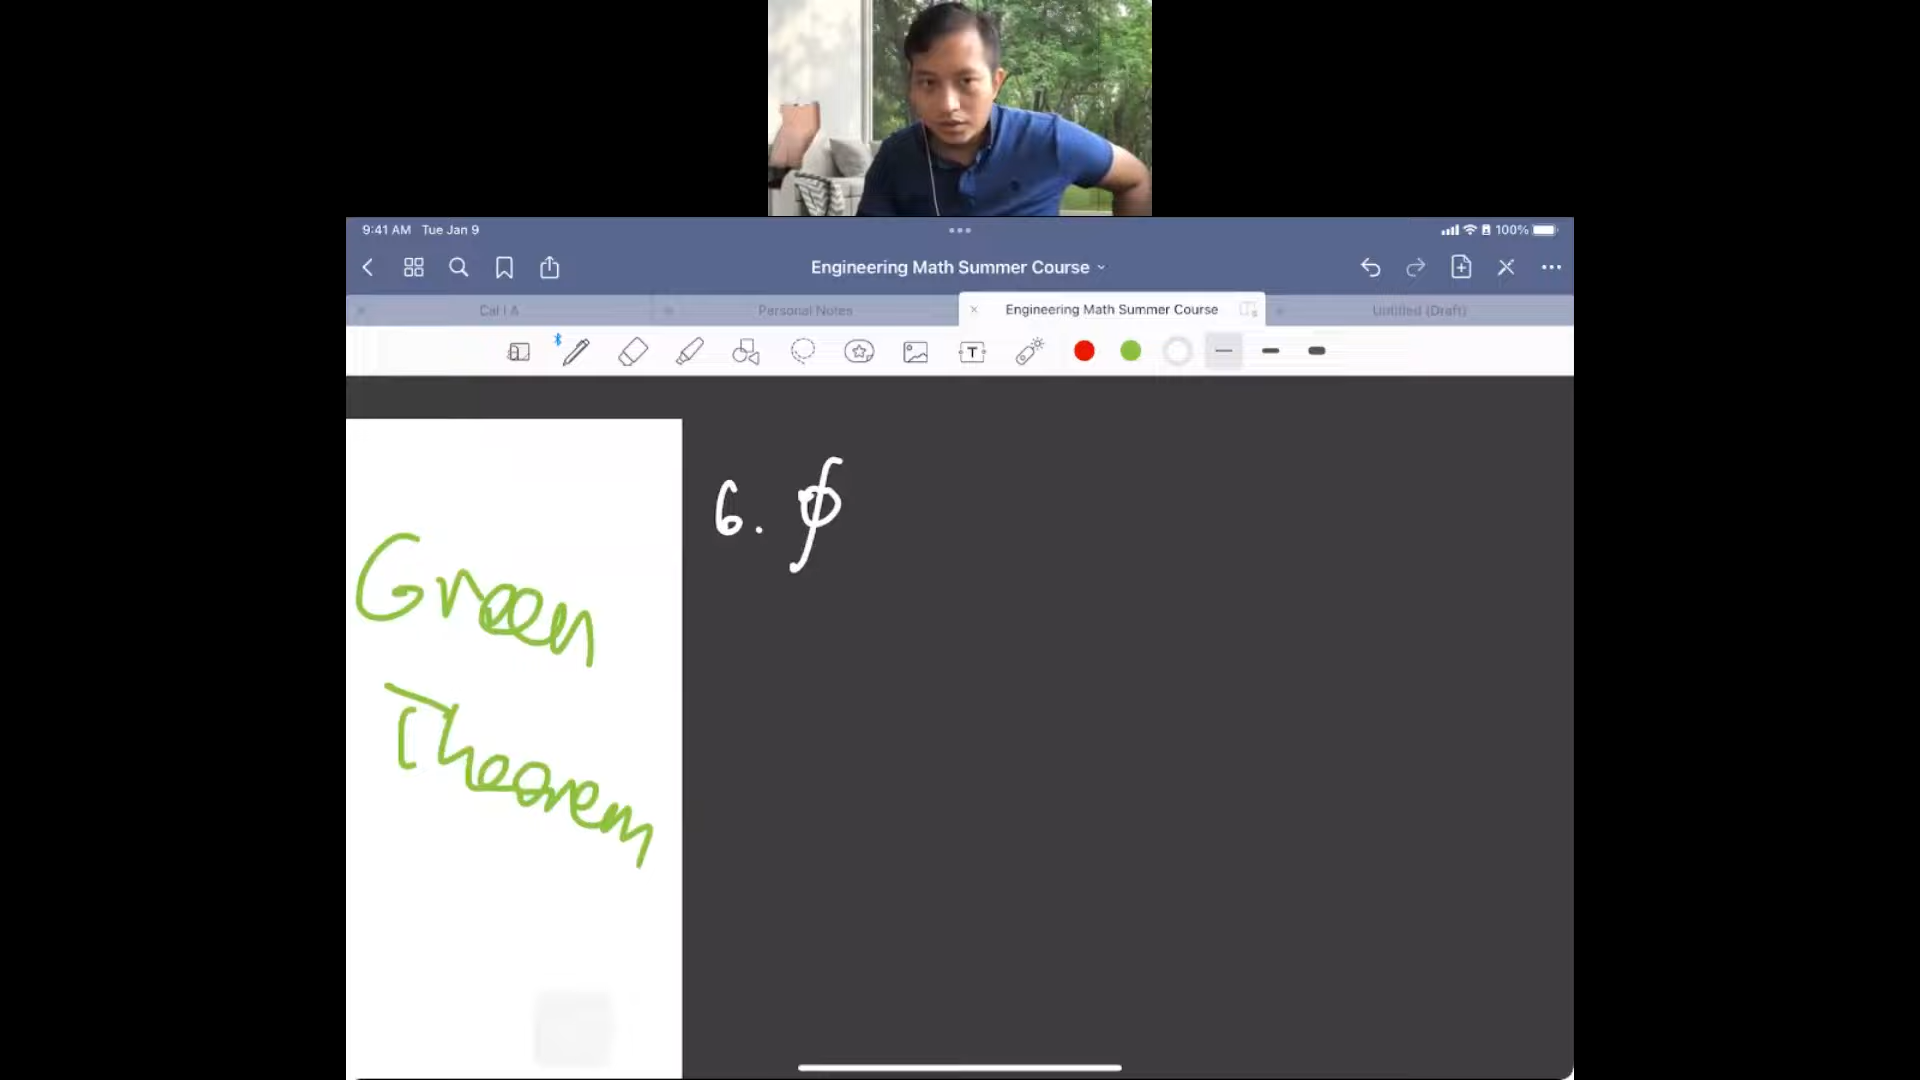 9:41 AM Tue Jan 9
100%
Engineering Math Summer Course
Cal I A
Personal Notes
Engineering Math Summer Course
Untitled (Draft)
T
6. ∮
Green
Theorem